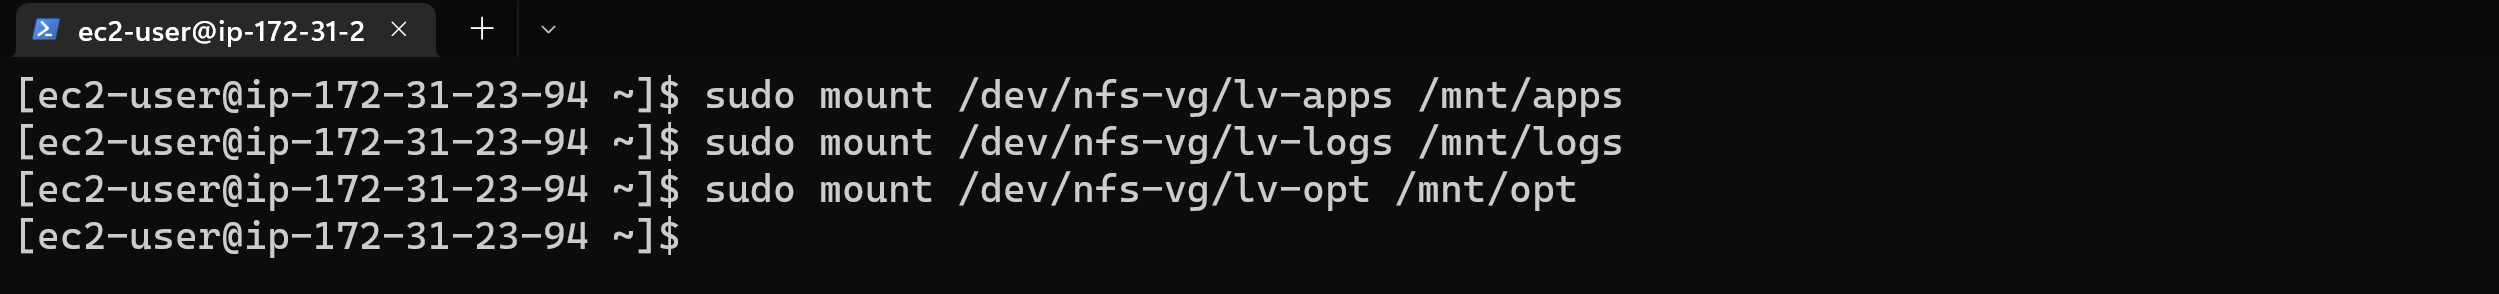 ec2-user@ip-172-31-2
[ec2-user@ip-172-31-23-94 ~]$ sudo mount /dev/nfs-vg/lv-apps /mnt/apps
[ec2-user@ip-172-31-23-94 ~]$ sudo mount /dev/nfs-vg/lv-logs /mnt/logs
[ec2-user@ip-172-31-23-94 ~]$ sudo mount /dev/nfs-vg/lv-opt /mnt/opt
[ec2-user@ip-172-31-23-94 ~]$